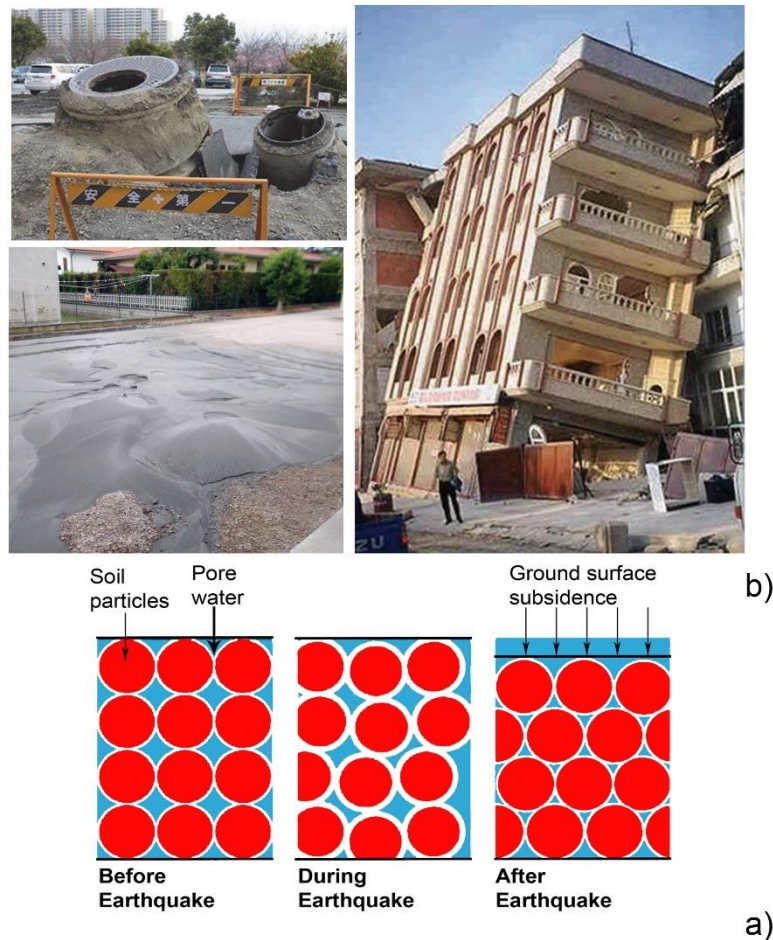 安全✚第一
b)
Soil
particles
Pore
water
Ground surface
subsidence
Before
Earthquake
During
Earthquake
After
Earthquake
a)